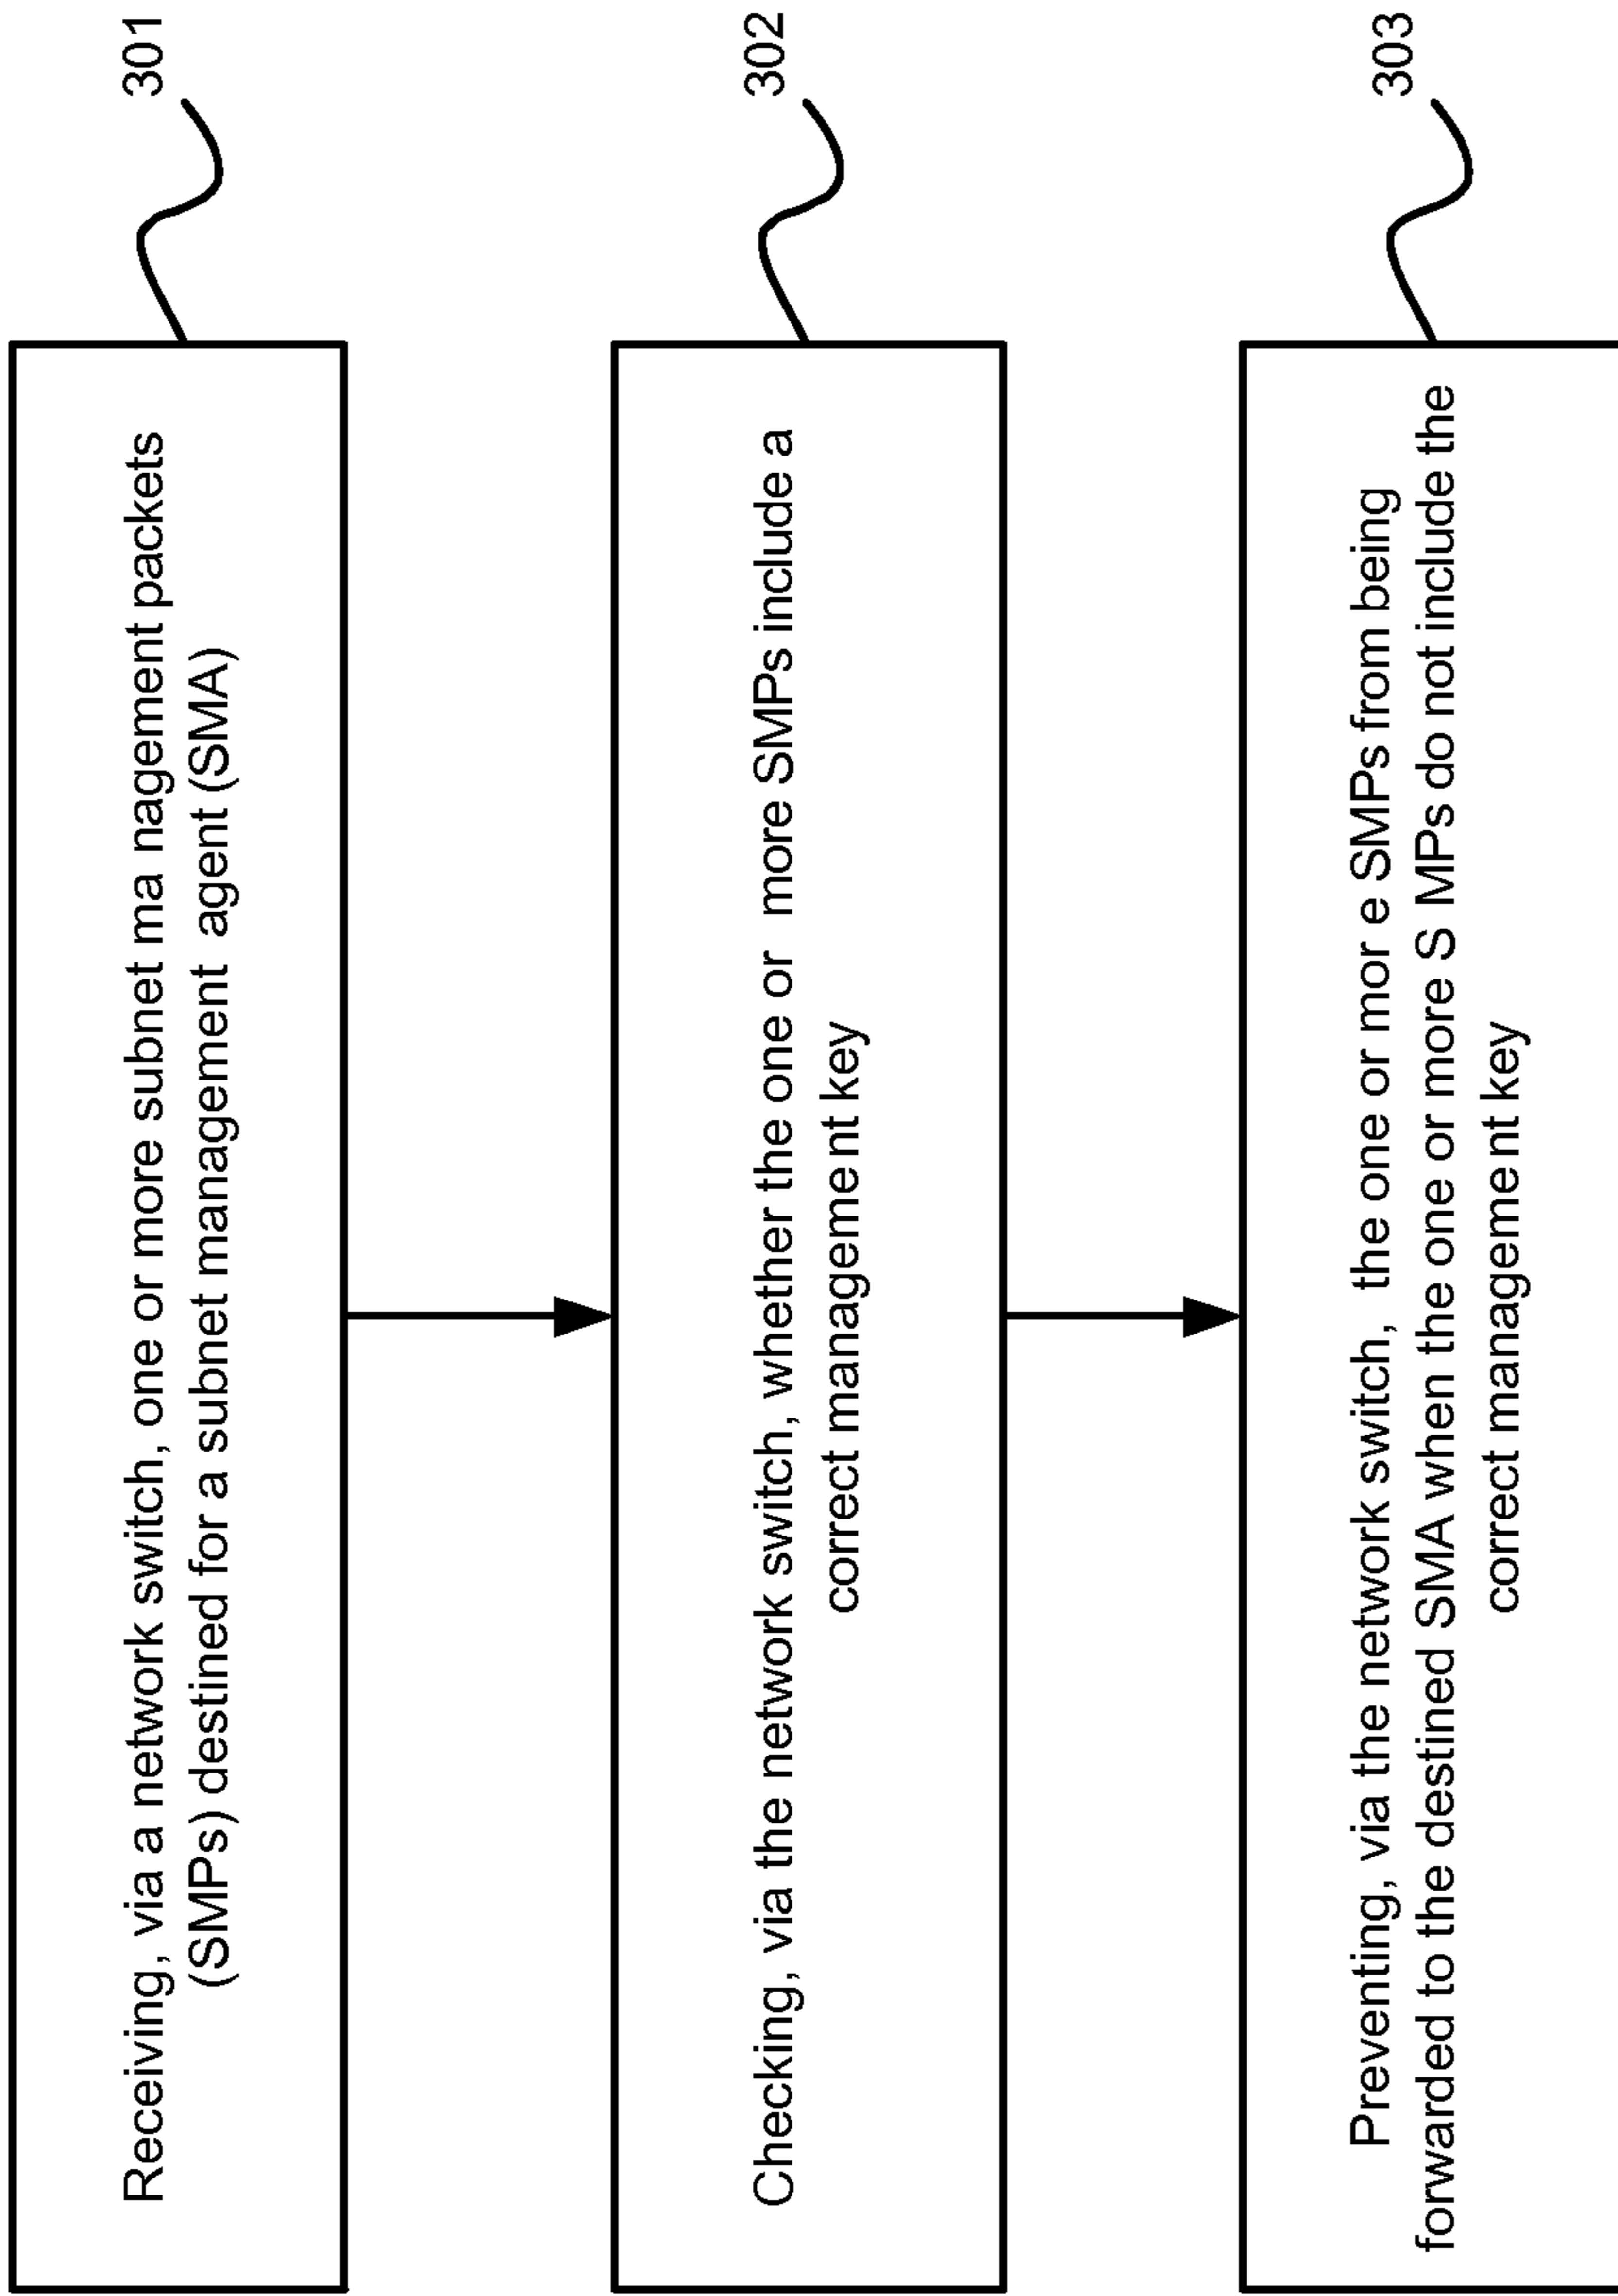 Receiving, via a network switch, one or more subnet ma nagement packets
(SMPs) destined for a subnet management agent (SMA)
301
Checking, via the network switch, whether the one or more SMPs include a
correct manageme nt key
302
Preventing, via the network switch, the one or mor e SMPs from being
forwarded to the destined SMA when the one or more S MPs do not include the
correct manageme nt key
303